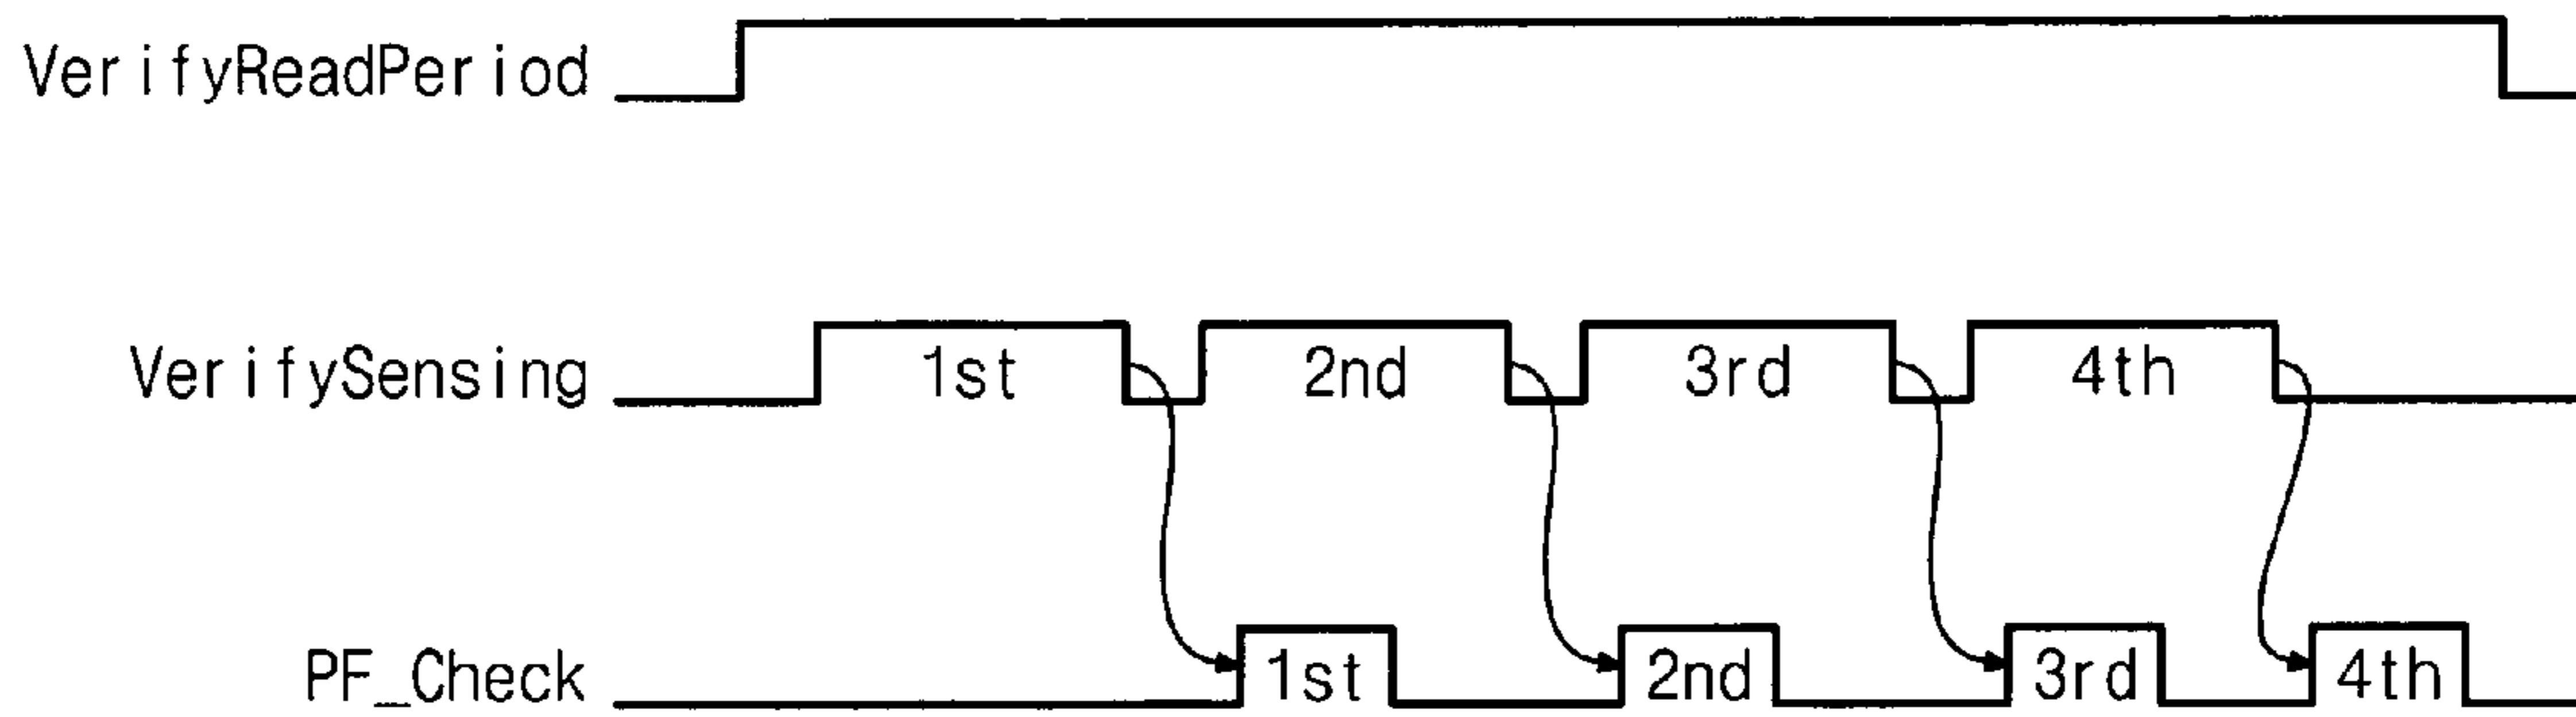 VerifyReadPeriod
VerifySensing 1st 2nd 3rd 4th
PF_Check 1st 2nd 3rd 4th